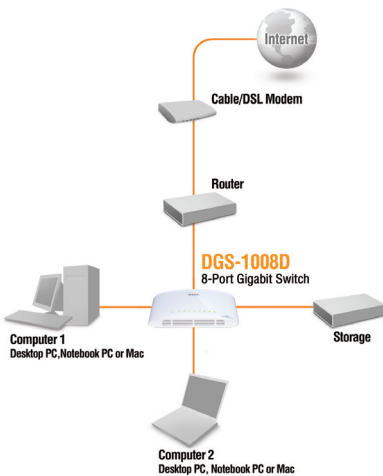 Internet
Cable/DSL Modem
Router
DGS-1008D
8-Port Gigabit Switch
Computer 1
Desktop PC,Notebook PC or Mac
Storage
Computer 2
Desktop PC, Notebook PC or Mac